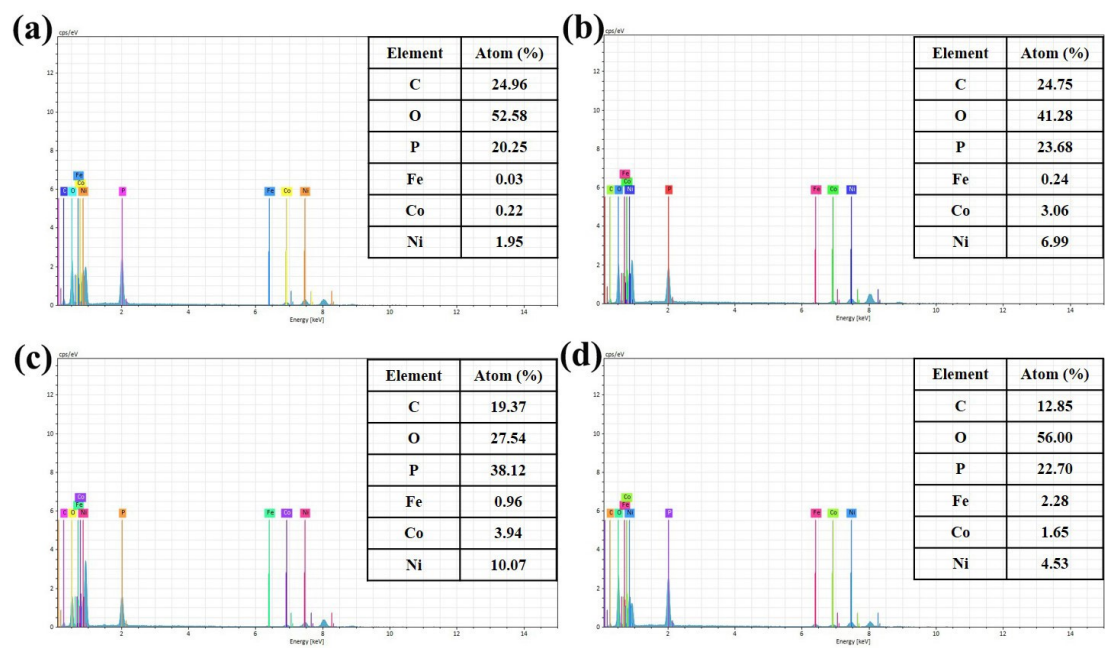 (a)
cps/eV
Element Atom (%)
C 24.96
O 52.58
P 20.25
Fe 0.03
Co 0.22
Ni 1.95
Fe
Co
C O Ni P Fe Co Ni
12
10
8
6
4
2
0
2 4 6 8 10 12 14
Energy [keV]
(b)
cps/eV
Element Atom (%)
C 24.75
O 41.28
P 23.68
Fe 0.24
Co 3.06
Ni 6.99
Fe
Co
C O Ni P Fe Co Ni
12
10
8
6
4
2
0
2 4 6 8 10 12 14
Energy [keV]
(c)
cps/eV
Element Atom (%)
C 19.37
O 27.54
P 38.12
Fe 0.96
Co 3.94
Ni 10.07
Co
Fe
C O Ni P Fe Co Ni
12
10
8
6
4
2
0
2 4 6 8 10 12 14
Energy [keV]
(d)
cps/eV
Element Atom (%)
C 12.85
O 56.00
P 22.70
Fe 2.28
Co 1.65
Ni 4.53
Co
Fe
C O Ni P Fe Co Ni
12
10
8
6
4
2
0
2 4 6 8 10 12 14
Energy [keV]